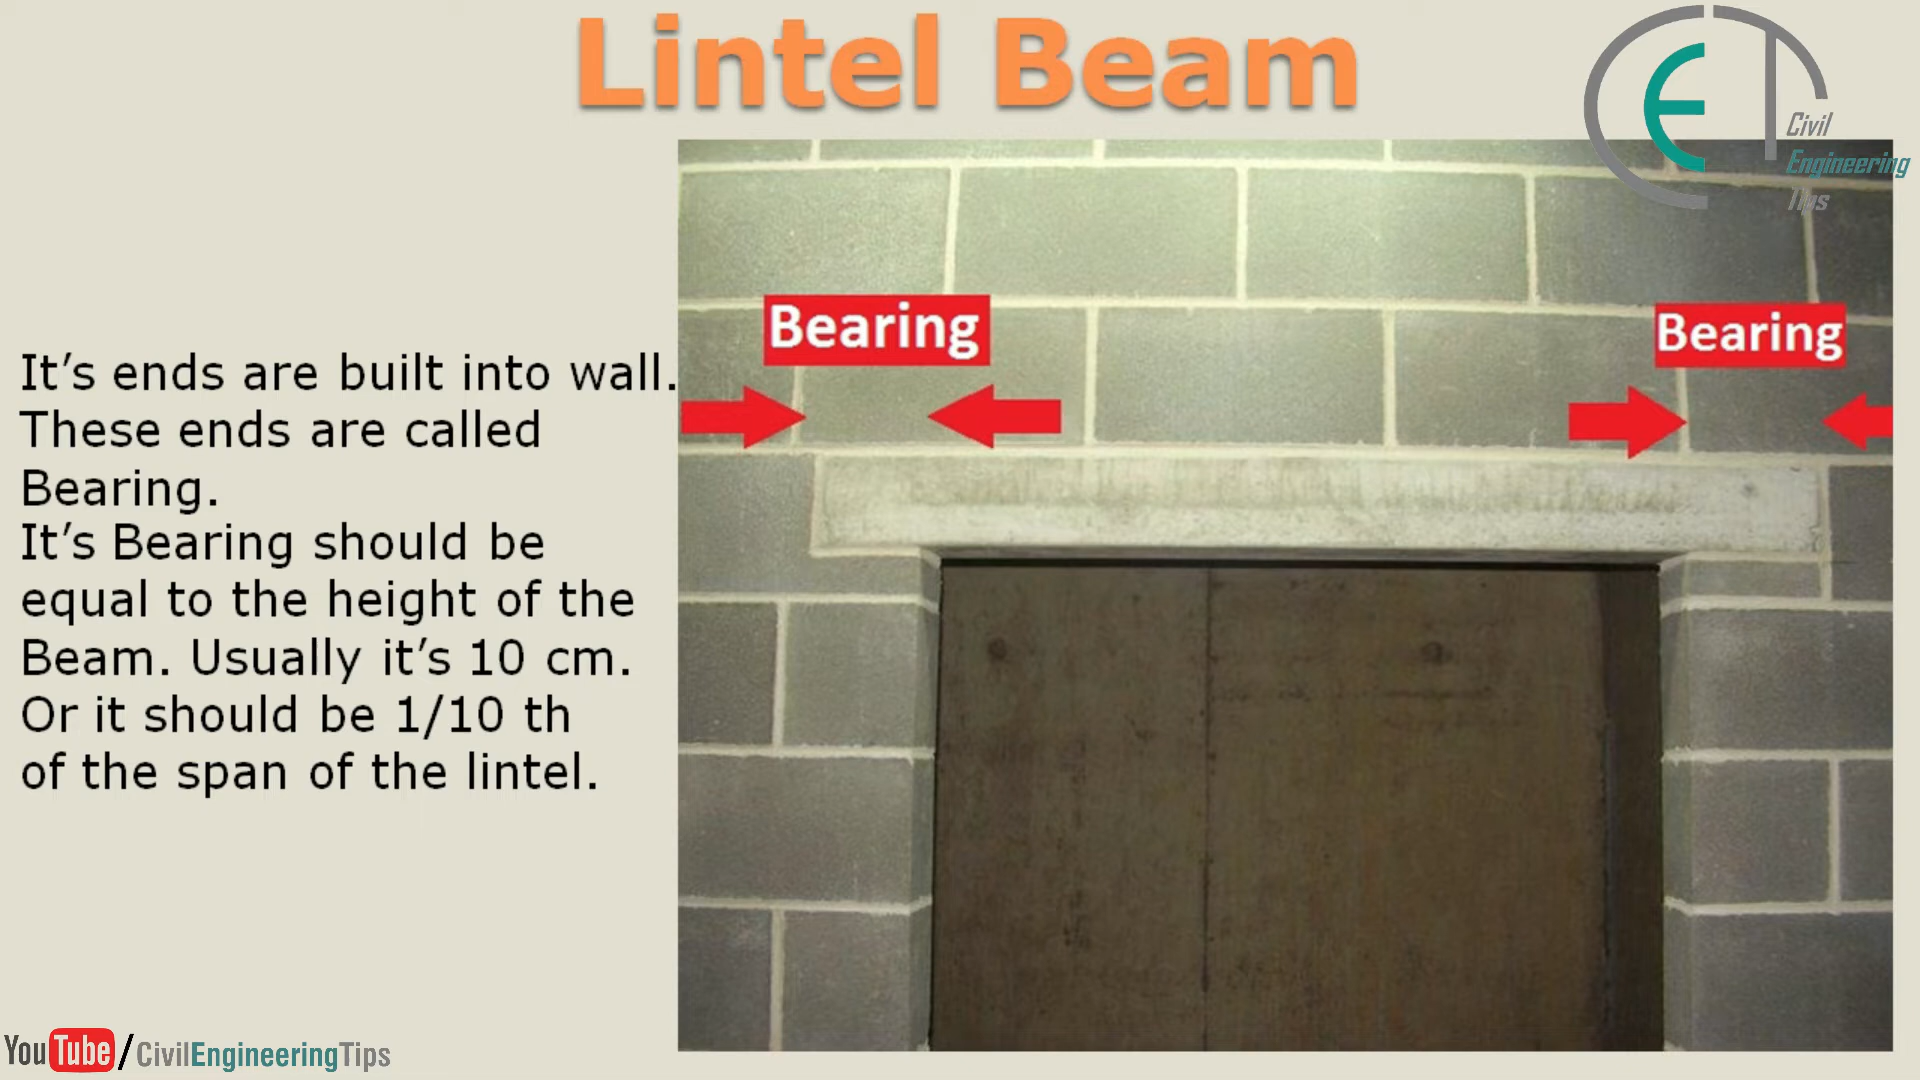 Lintel Beam
Civil
Engineering
Tips
Bearing
Bearing
It’s ends are built into wall.
These ends are called
Bearing.
It’s Bearing should be
equal to the height of the
Beam. Usually it’s 10 cm.
Or it should be 1/10 th
of the span of the lintel.
YouTube/CivilEngineeringTips